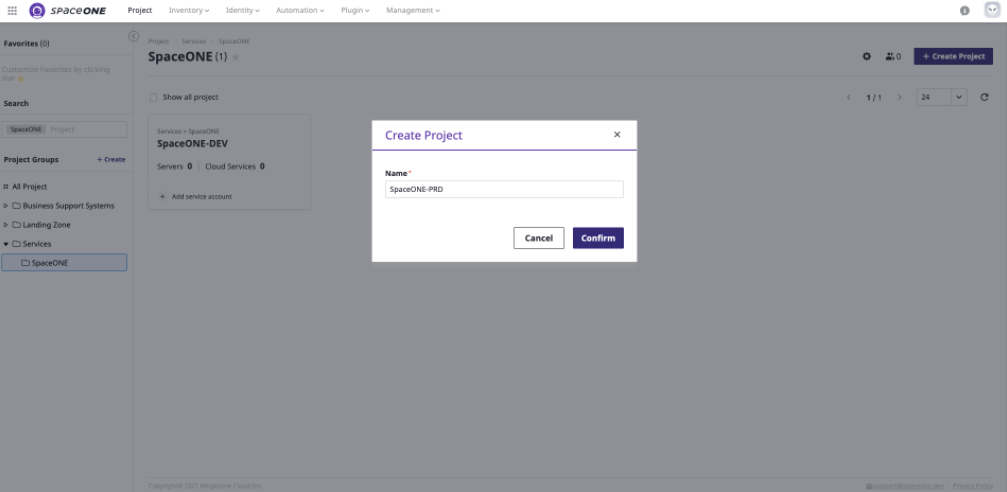 SPACEONE Project Inventory Identity Automation Plugin Management
Favorites (0)
Customize Favorites by clicking
star
Search
SpaceONE Project
Project Groups + Create
All Project
Business Support Systems
Landing Zone
Services
SpaceONE
Project > Services > SpaceONE
SpaceONE (1)
0
+ Create Project
Show all project
1 / 1
24
Services > SpaceONE
SpaceONE-DEV
Servers 0 | Cloud Services 0
+ Add service account
Create Project
Name*
SpaceONE-PRD
Cancel Confirm
Copyright© 2021 Megazone Cloud Inc.
support@spaceone.dev | Privacy Policy